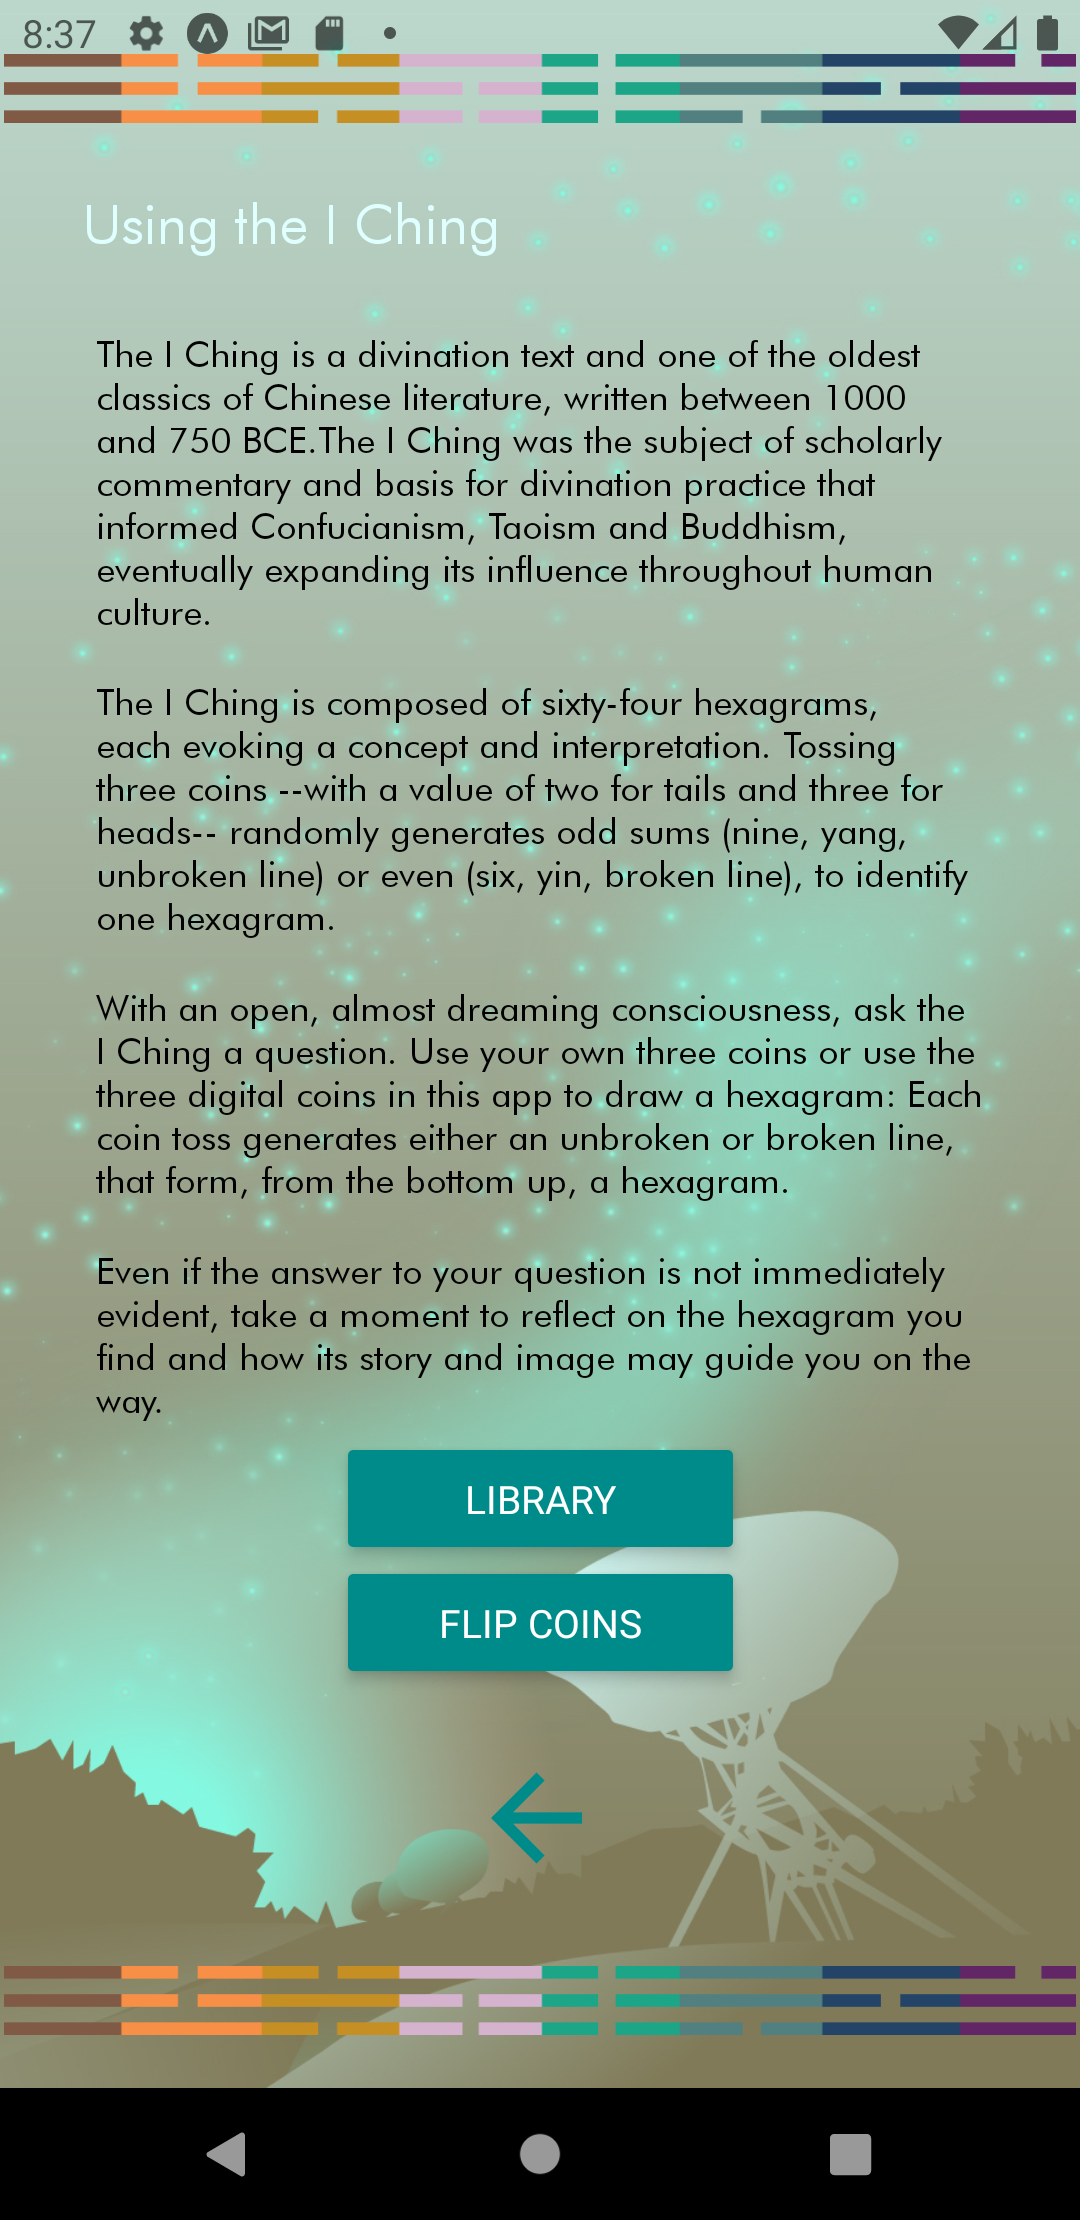 8:37
Using the I Ching
The I Ching is a divination text and one of the oldest
classics of Chinese literature, written between 1000
and 750 BCE.The I Ching was the subject of scholarly
commentary and basis for divination practice that
informed Confucianism, Taoism and Buddhism,
eventually expanding its influence throughout human
culture.
The I Ching is composed of sixty-four hexagrams,
each evoking a concept and interpretation. Tossing
three coins --with a value of two for tails and three for
heads-- randomly generates odd sums (nine, yang,
unbroken line) or even (six, yin, broken line), to identify
one hexagram.
With an open, almost dreaming consciousness, ask the
I Ching a question. Use your own three coins or use the
three digital coins in this app to draw a hexagram: Each
coin toss generates either an unbroken or broken line,
that form, from the bottom up, a hexagram.
Even if the answer to your question is not immediately
evident, take a moment to reflect on the hexagram you
find and how its story and image may guide you on the
way.
LIBRARY
FLIP COINS